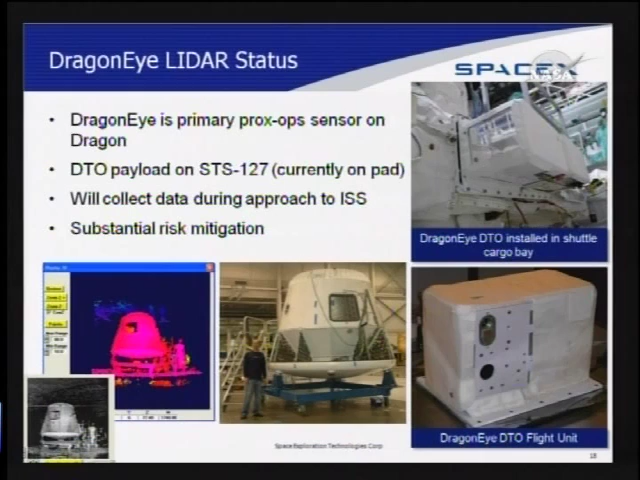 DragonEye LIDAR Status
SPACEX
NASA
• DragonEye is primary prox-ops sensor on
Dragon
• DTO payload on STS-127 (currently on pad)
• Will collect data during approach to ISS
• Substantial risk mitigation
DragonEye DTO installed in shuttle
cargo bay
DragonEye DTO Flight Unit
Space Exploration Technologies Corp
18